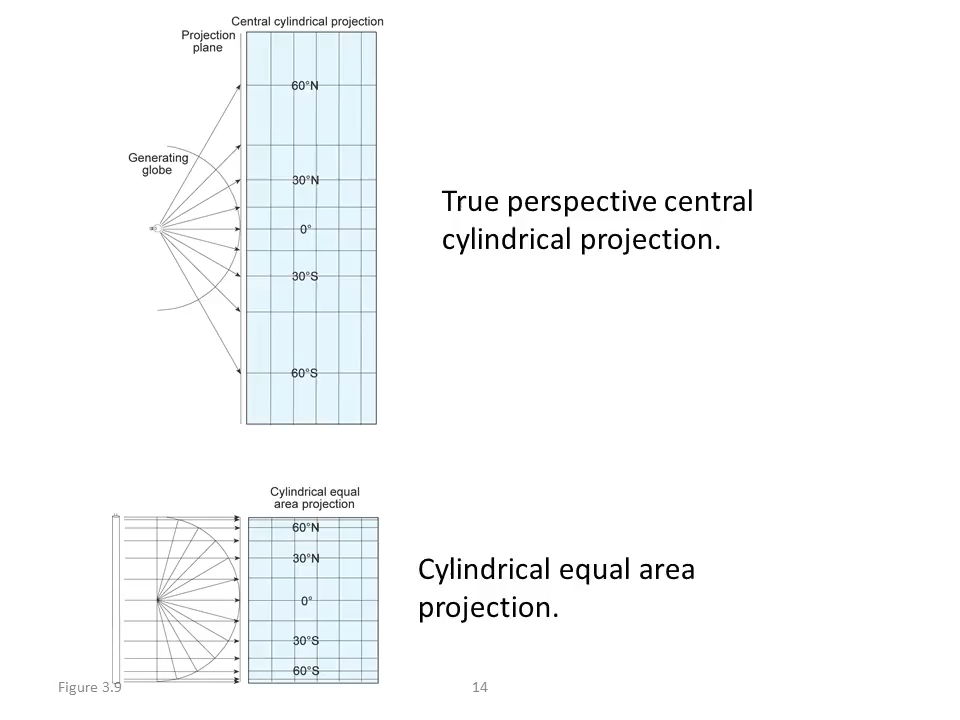 Central cylindrical projection
Projection
plane
60°N
Generating
globe
30°N
0°
30°S
60°S
True perspective central
cylindrical projection.
Cylindrical equal
area projection
60°N
30°N
0°
30°S
60°S
Cylindrical equal area
projection.
Figure 3.9
14